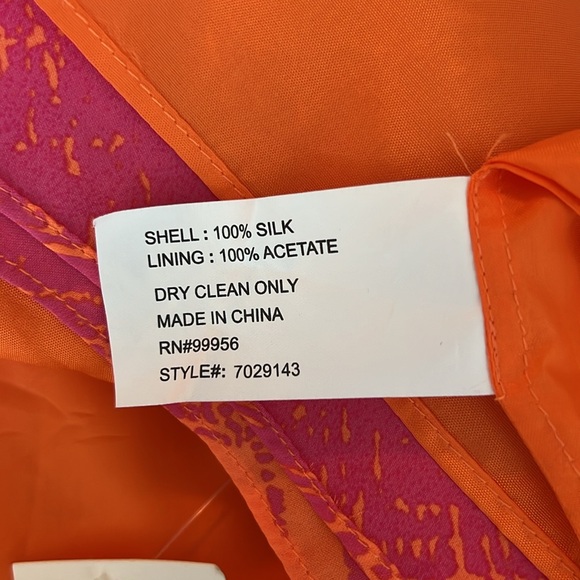 SHELL : 100% SILK
LINING : 100% ACETATE
DRY CLEAN ONLY
MADE IN CHINA
RN#99956
STYLE#: 7029143